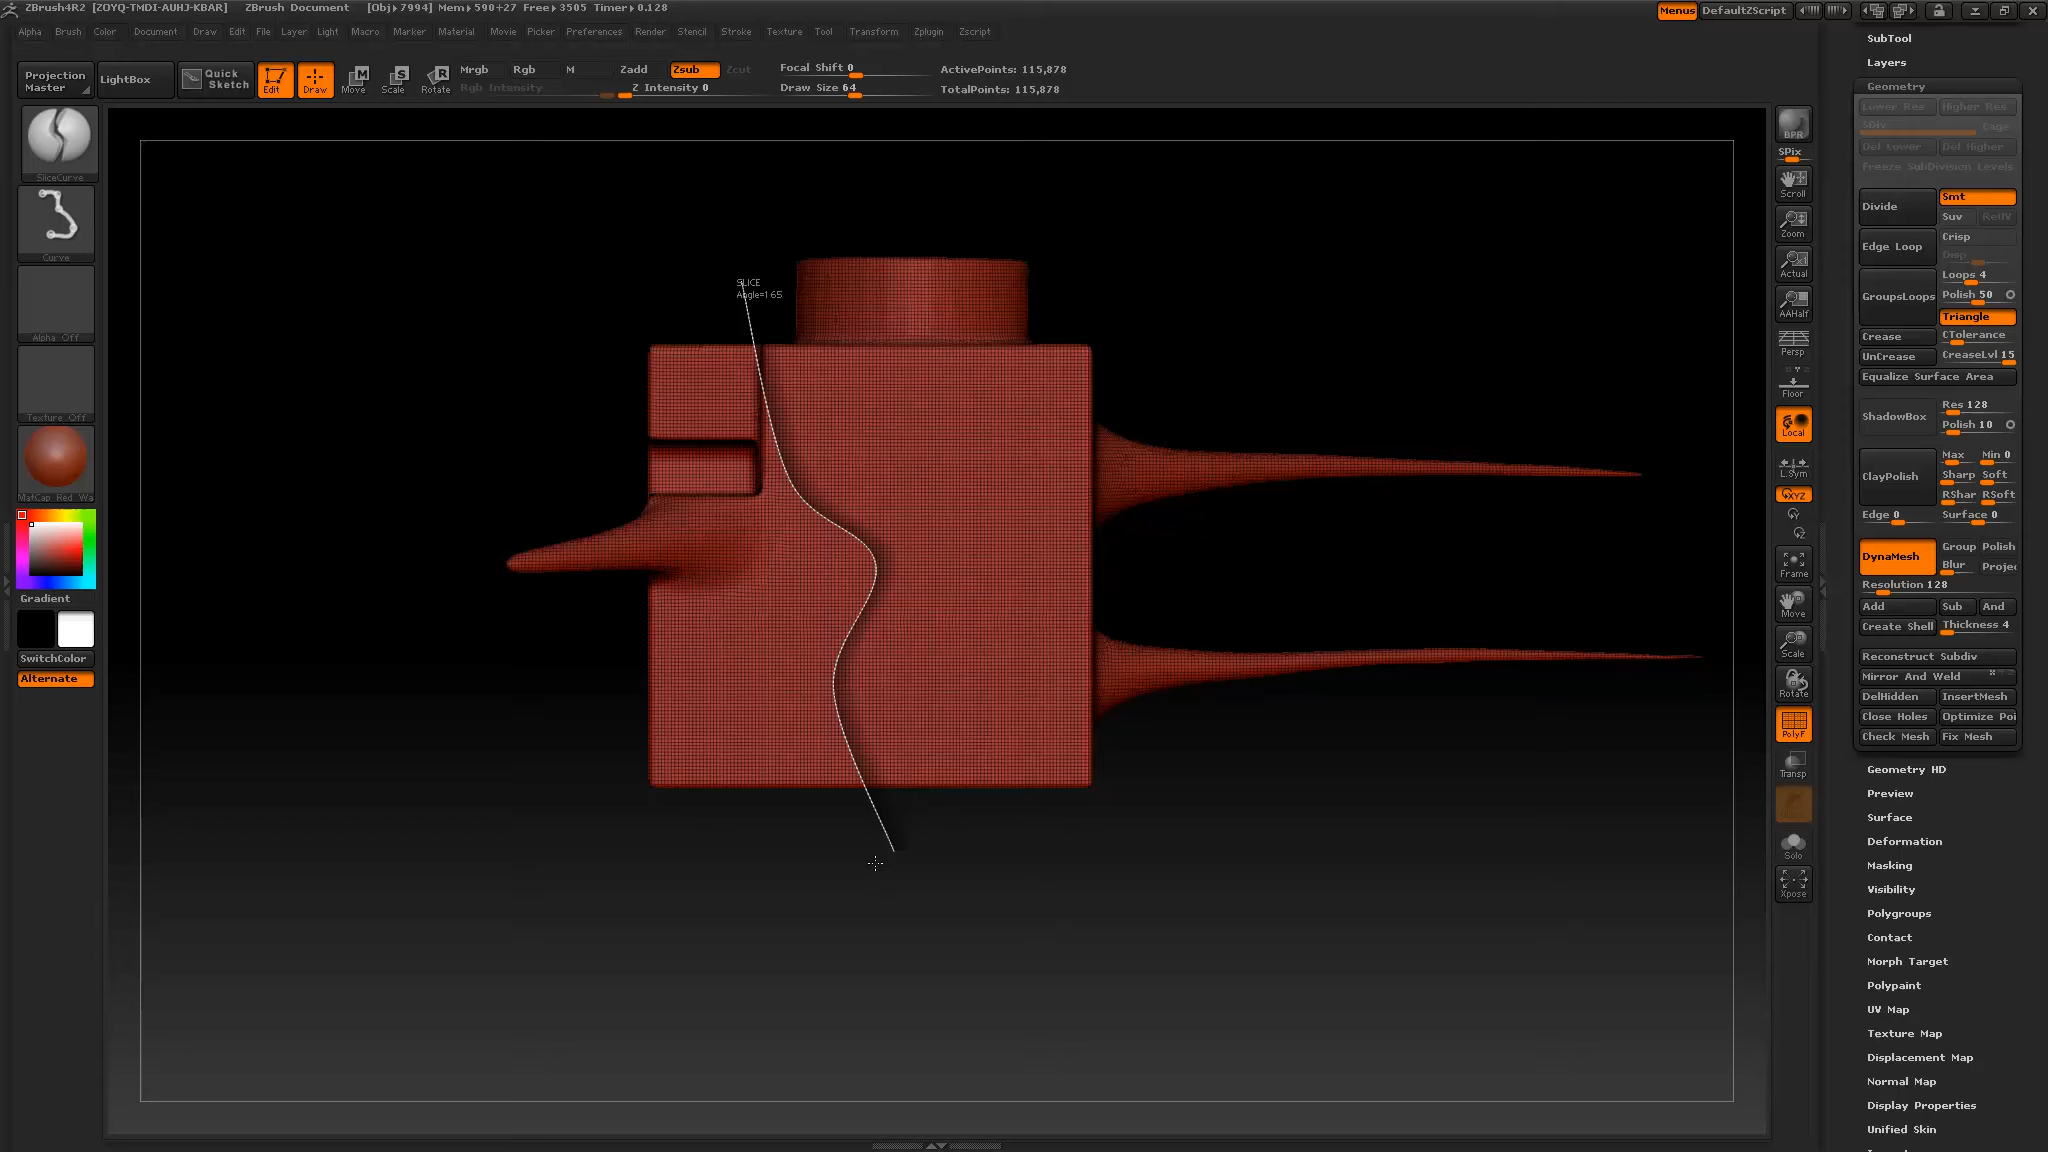 ZBrush4R2 [ZOYQ-TMDI-AUHJ-KBAR] ZBrush Document [Obj▸7994] Mem▸590+27 Free▸3505 Timer▸0.128
Menus DefaultZScript
Alpha Brush Color Document Draw Edit File Layer Light Macro Marker Material Movie Picker Preferences Render Stencil Stroke Texture Tool Transform Zplugin Zscript
Projection Master
LightBox
Quick Sketch
Edit Draw Move Scale Rotate
Mrgb Rgb M
Rgb Intensity
Zadd Zsub Zcut
Z Intensity 0
Focal Shift 0
Draw Size 64
ActivePoints: 115,878
TotalPoints: 115,878
SliceCurve
Curve
Alpha Off
Texture Off
MatCap Red Wa
Gradient
SwitchColor
Alternate
SLICE
Angle=165
BPR
SPix
Scroll
Zoom
Actual
AAHalf
Persp
Floor
Local
L.Sym
XYZ
Frame
Move
Scale
Rotate
PolyF
Transp
Solo
Xpose
SubTool
Layers
Geometry
Lower Res Higher Res
SDiv Cage
Del Lower Del Higher
Freeze SubDivision Levels
Divide Smt
Suv ReUV
Edge Loop Crisp
Disp
Loops 4
GroupsLoops Polish 50
Triangle
Crease CTolerance
UnCrease CreaseLvl 15
Equalize Surface Area
ShadowBox Res 128
Polish 10
Max Min 0
ClayPolish Sharp Soft
RShar RSoft
Edge 0 Surface 0
DynaMesh Group Polish
Blur Projec
Resolution 128
Add Sub And
Create Shell Thickness 4
Reconstruct Subdiv
Mirror And Weld
DelHidden InsertMesh
Close Holes Optimize Poi
Check Mesh Fix Mesh
Geometry HD
Preview
Surface
Deformation
Masking
Visibility
Polygroups
Contact
Morph Target
Polypaint
UV Map
Texture Map
Displacement Map
Normal Map
Display Properties
Unified Skin